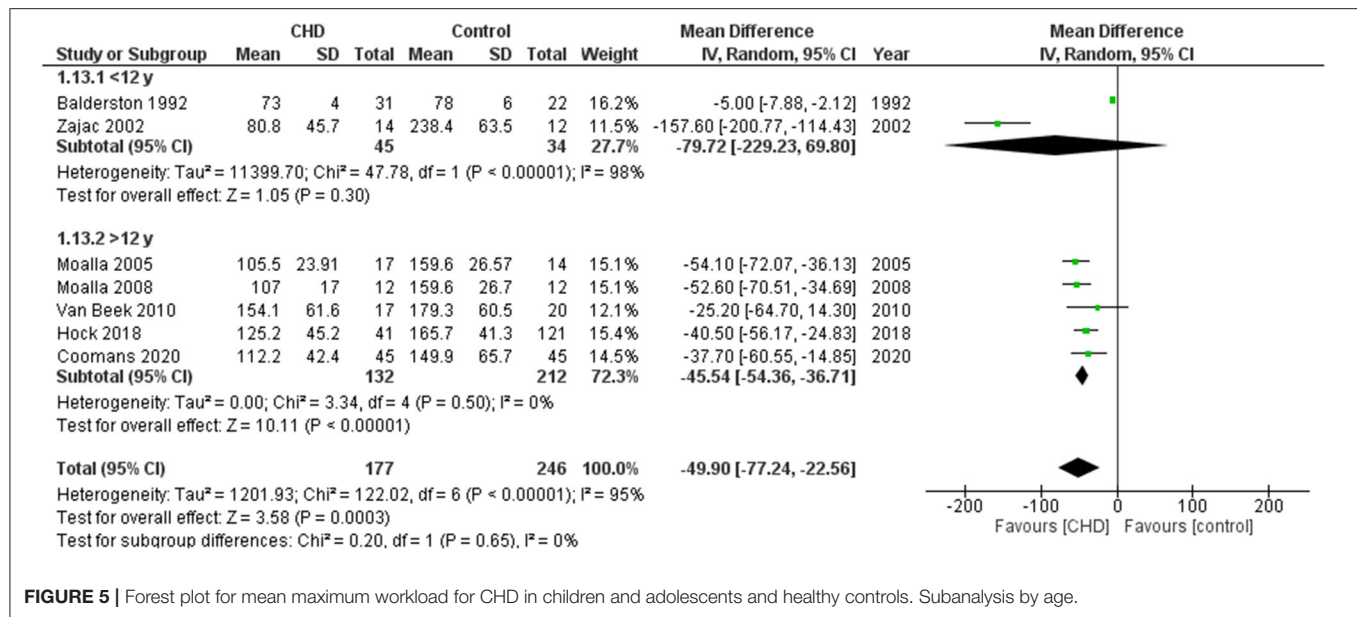 CHD Control Mean Difference Mean Difference
Study or Subgroup Mean SD Total Mean SD Total Weight IV, Random, 95% CI Year IV, Random, 95% CI
1.13.1 <12 y
Balderston 1992 73 4 31 78 6 22 16.2% -5.00 [-7.88, -2.12] 1992
Zajac 2002 80.8 45.7 14 238.4 63.5 12 11.5% -157.60 [-200.77, -114.43] 2002
Subtotal (95% CI) 45 34 27.7% -79.72 [-229.23, 69.80]
Heterogeneity: Tau² = 11399.70; Chi² = 47.78, df = 1 (P < 0.00001); I² = 98%
Test for overall effect: Z = 1.05 (P = 0.30)
1.13.2 >12 y
Moalla 2005 105.5 23.91 17 159.6 26.57 14 15.1% -54.10 [-72.07, -36.13] 2005
Moalla 2008 107 17 12 159.6 26.7 12 15.1% -52.60 [-70.51, -34.69] 2008
Van Beek 2010 154.1 61.6 17 179.3 60.5 20 12.1% -25.20 [-64.70, 14.30] 2010
Hock 2018 125.2 45.2 41 165.7 41.3 121 15.4% -40.50 [-56.17, -24.83] 2018
Coomans 2020 112.2 42.4 45 149.9 65.7 45 14.5% -37.70 [-60.55, -14.85] 2020
Subtotal (95% CI) 132 212 72.3% -45.54 [-54.36, -36.71]
Heterogeneity: Tau² = 0.00; Chi² = 3.34, df = 4 (P = 0.50); I² = 0%
Test for overall effect: Z = 10.11 (P < 0.00001)
Total (95% CI) 177 246 100.0% -49.90 [-77.24, -22.56]
Heterogeneity: Tau² = 1201.93; Chi² = 122.02, df = 6 (P < 0.00001); I² = 95%
Test for overall effect: Z = 3.58 (P = 0.0003)
Test for subgroup differences: Chi² = 0.20, df = 1 (P = 0.65), I² = 0%
-200 -100 0 100 200
Favours [CHD] Favours [control]
FIGURE 5 | Forest plot for mean maximum workload for CHD in children and adolescents and healthy controls. Subanalysis by age.